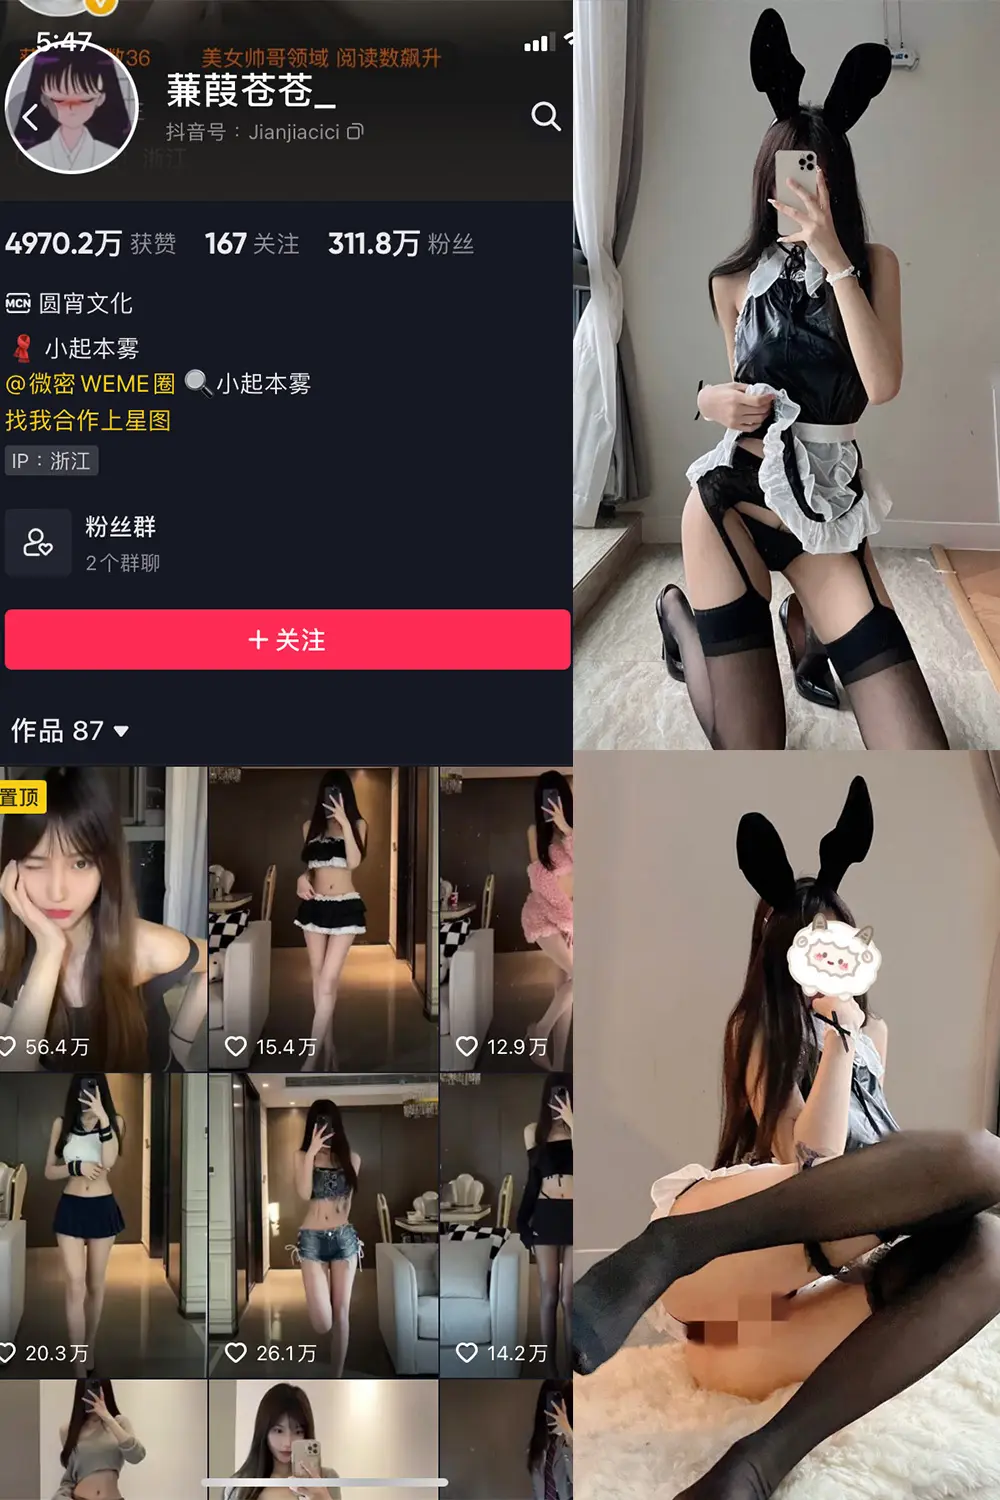 5:47
数36
美女帅哥领域 阅读数飙升
蒹葭苍苍_
抖音号：Jianjiacici
浙江
4970.2万 获赞 167 关注 311.8万 粉丝
MCN 圆宵文化
小起本雾
@微密WEME圈 小起本雾
找我合作上星图
IP：浙江
粉丝群
2个群聊
+ 关注
作品 87
置顶
56.4万
15.4万
12.9万
20.3万
26.1万
14.2万